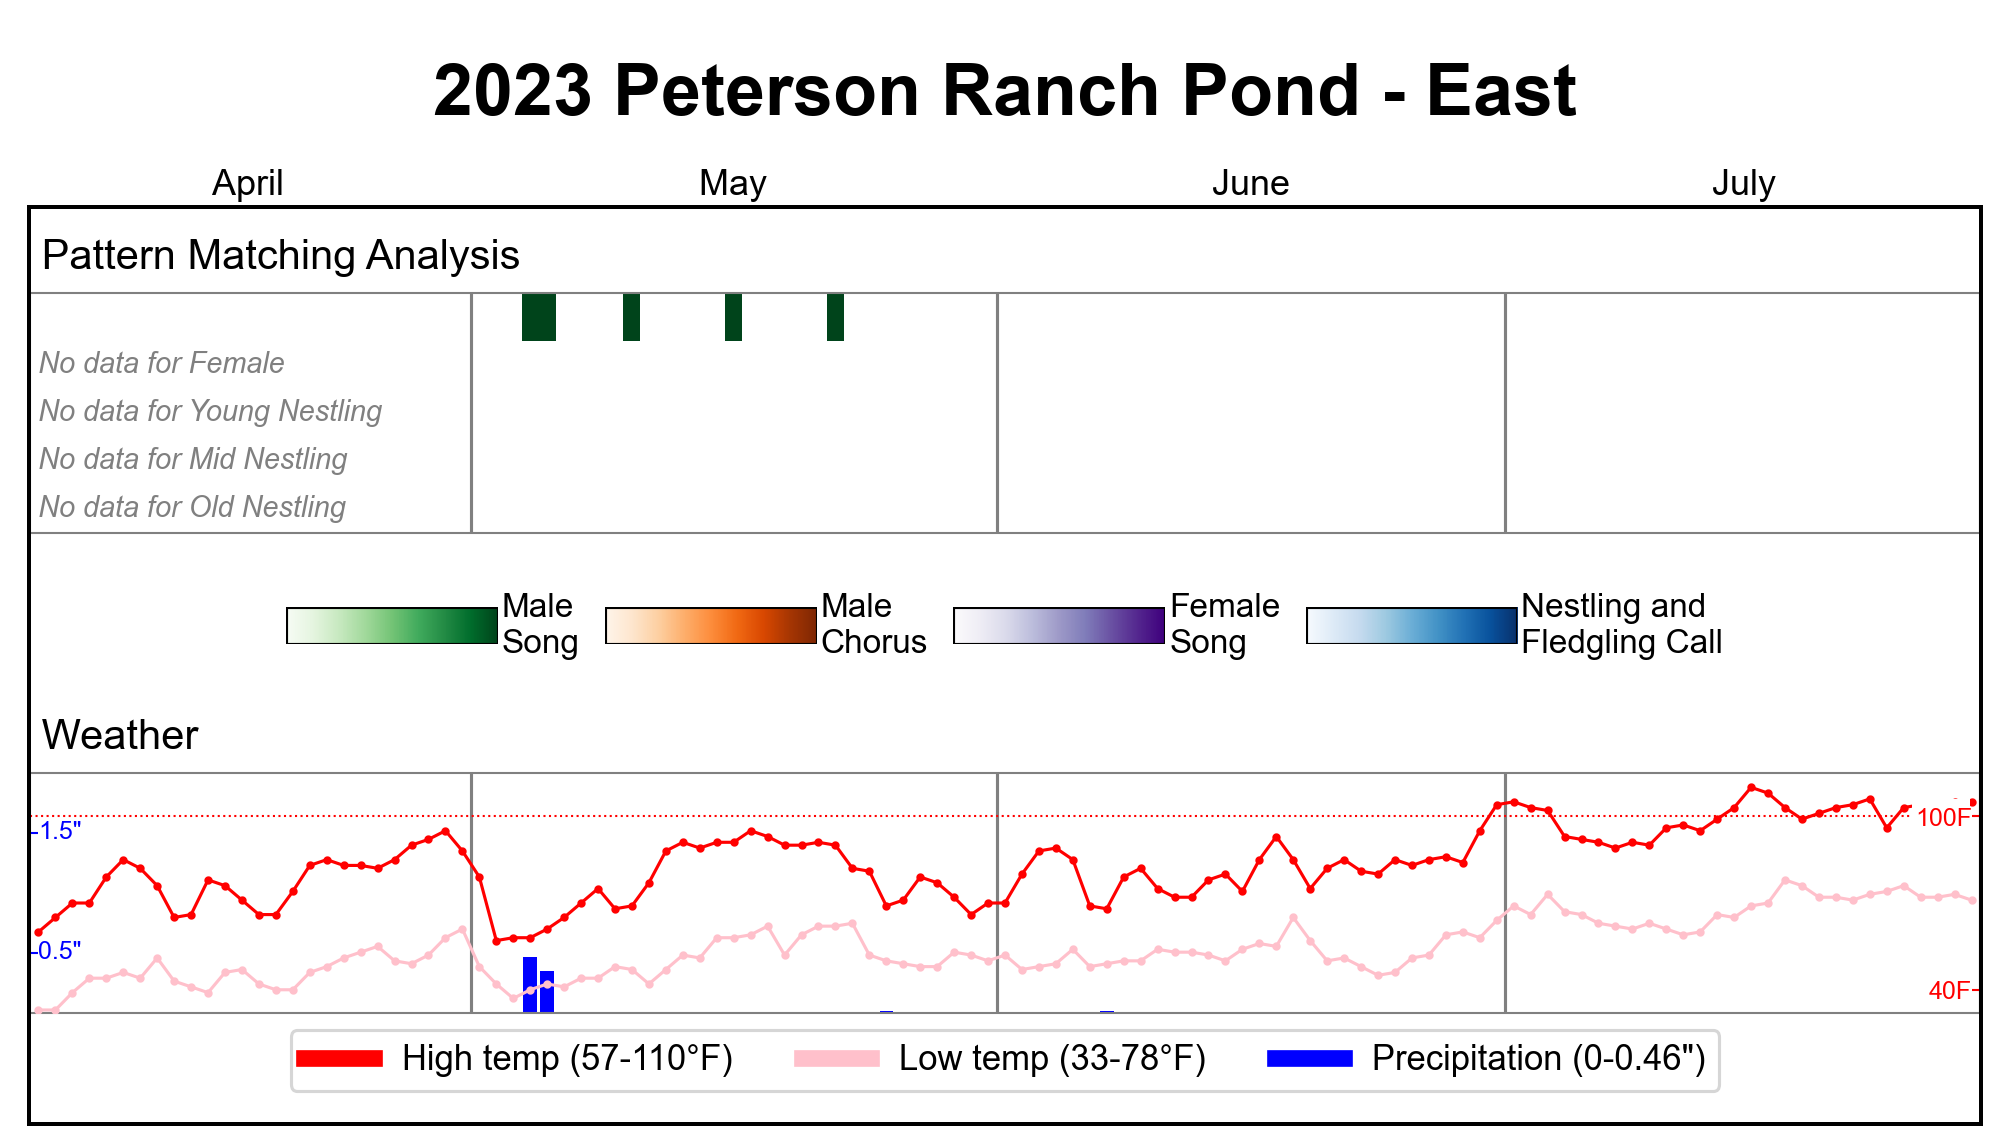 2023 Peterson Ranch Pond - East
April May June July
Pattern Matching Analysis
No data for Female
No data for Young Nestling
No data for Mid Nestling
No data for Old Nestling
Male Song
Male Chorus
Female Song
Nestling and Fledgling Call
Weather
1.5"
100F
0.5"
40F
High temp (57-110°F) Low temp (33-78°F) Precipitation (0-0.46")